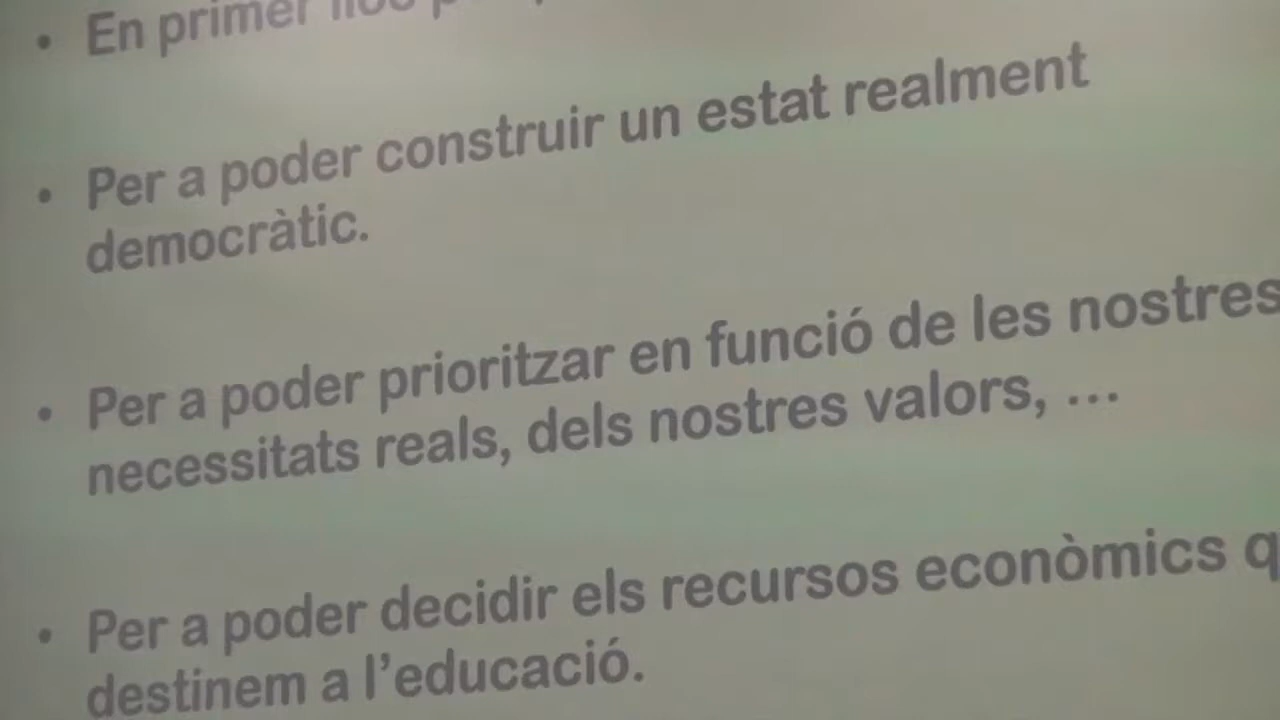 • En primer lloc
• Per a poder construir un estat realment
democràtic.
• Per a poder prioritzar en funció de les nostres
necessitats reals, dels nostres valors, ...
• Per a poder decidir els recursos econòmics
destinem a l’educació.